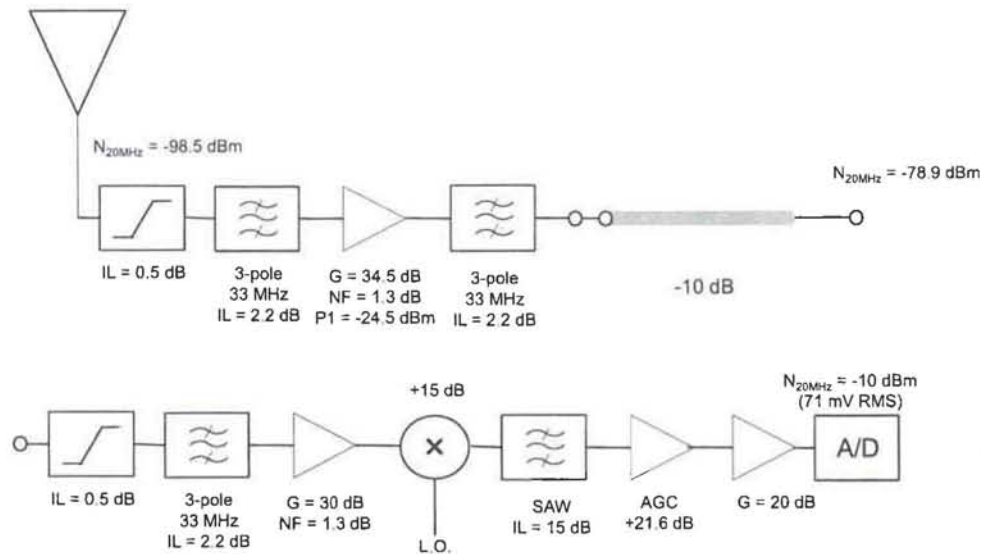 N20MHz = -98.5 dBm
N20MHz = -78.9 dBm
IL = 0.5 dB
3-pole
33 MHz
IL = 2.2 dB
G = 34.5 dB
NF = 1.3 dB
P1 = -24.5 dBm
3-pole
33 MHz
IL = 2.2 dB
-10 dB
+15 dB
N20MHz = -10 dBm
(71 mV RMS)
×
A/D
IL = 0.5 dB
3-pole
33 MHz
IL = 2.2 dB
G = 30 dB
NF = 1.3 dB
L.O.
SAW
IL = 15 dB
AGC
+21.6 dB
G = 20 dB